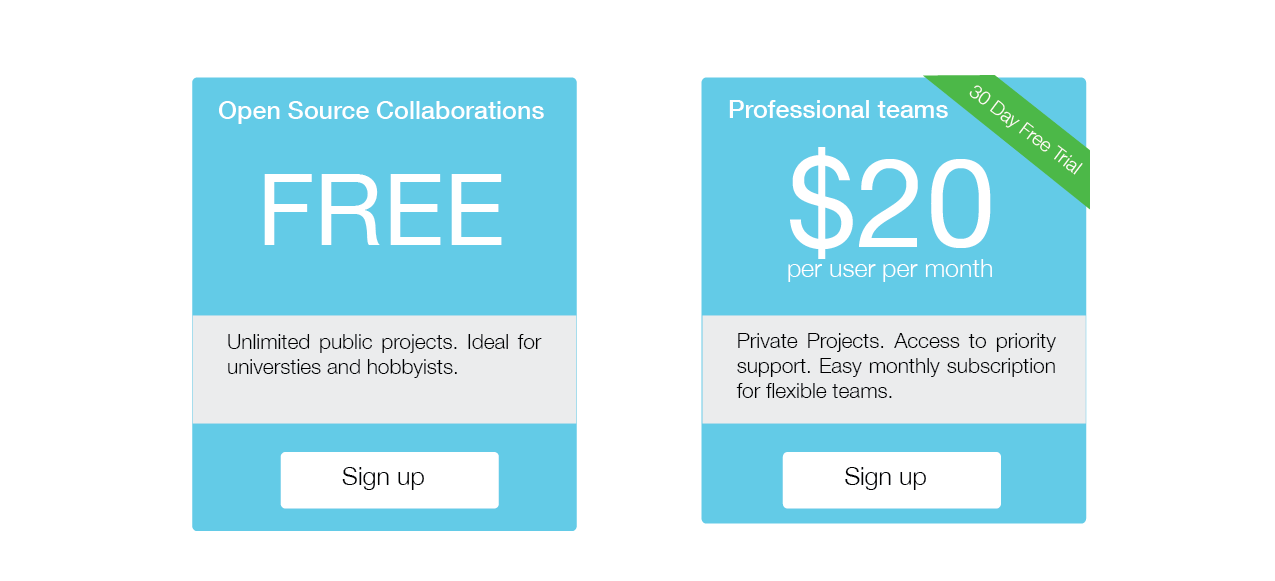 Open Source Collaborations
FREE
Unlimited public projects. Ideal for
universties and hobbyists.
Sign up
Professional teams
30 Day Free Trial
$20
per user per month
Private Projects. Access to priority
support. Easy monthly subscription
for flexible teams.
Sign up